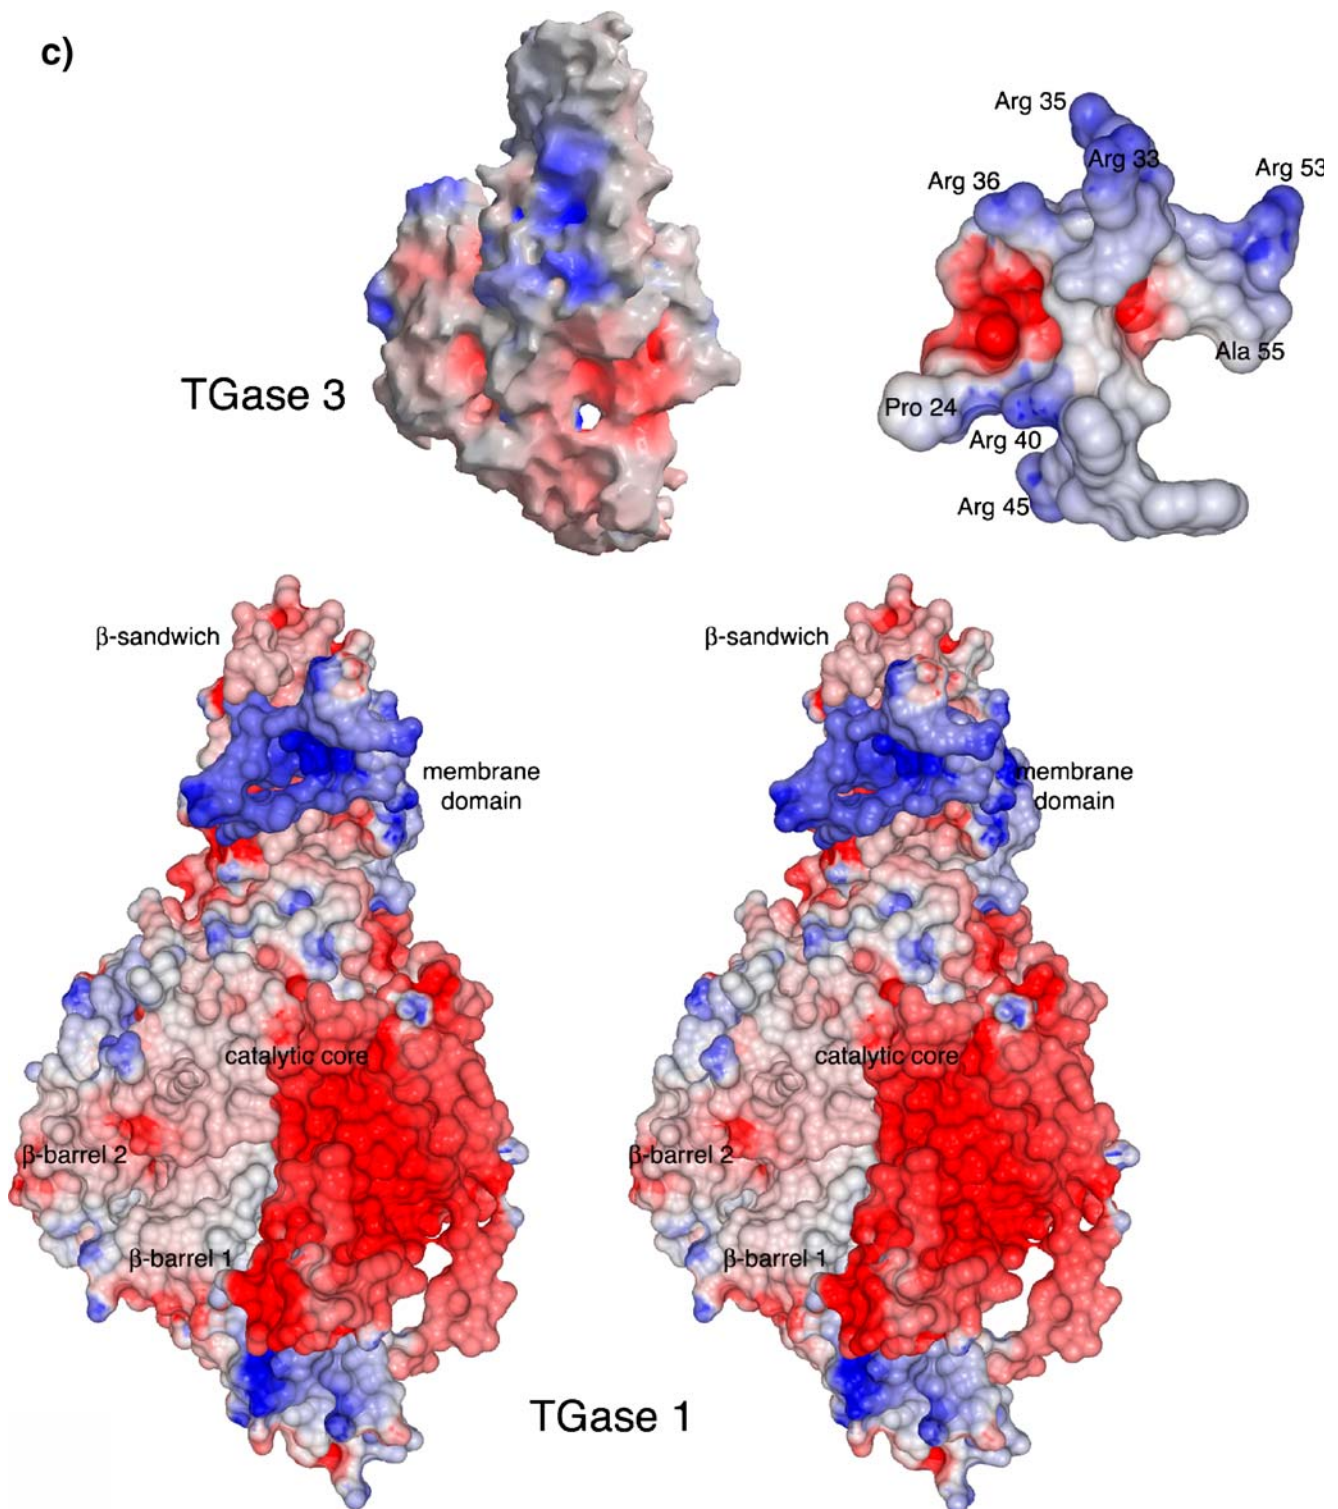 c)
Arg 35
Arg 33
Arg 36
Arg 53
TGase 3
Ala 55
Pro 24
Arg 40
Arg 45
β-sandwich
β-sandwich
membrane
domain
membrane
domain
catalytic core
catalytic core
β-barrel 2
β-barrel 2
β-barrel 1
β-barrel 1
TGase 1